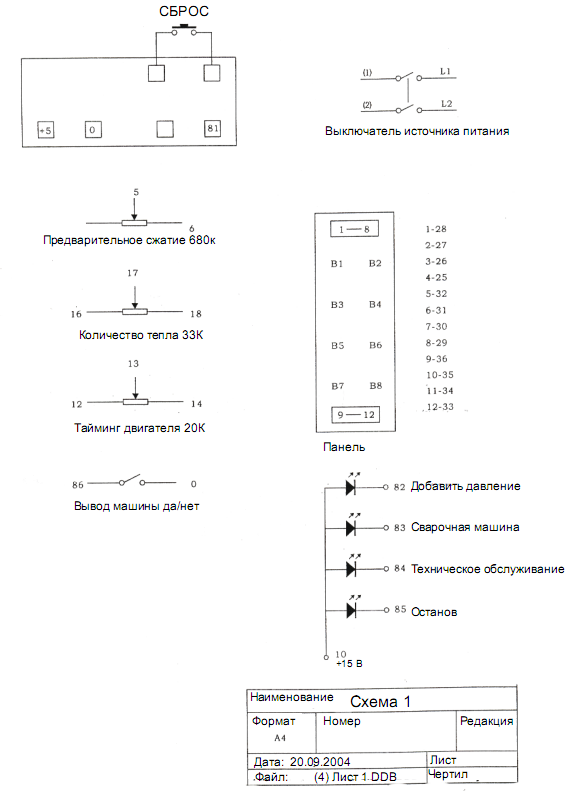 СБРОС
+5 0 81
(1) L1
(2) L2
Выключатель источника питания
5
6
Предварительное сжатие 680к
17
16 18
Количество тепла 33К
13
12 14
Тайминг двигателя 20К
86 0
Вывод машины да/нет
1—8
B1 B2
B3 B4
B5 B6
B7 B8
9—12
Панель
1-28
2-27
3-26
4-25
5-32
6-31
7-30
8-29
9-36
10-35
11-34
12-33
82 Добавить давление
83 Сварочная машина
84 Техническое обслуживание
85 Останов
10
+15 В
Наименование Схема 1
Формат Номер Редакция
A4
Дата: 20.09.2004 Лист
Файл: (4) Лист 1.DDB Чертил